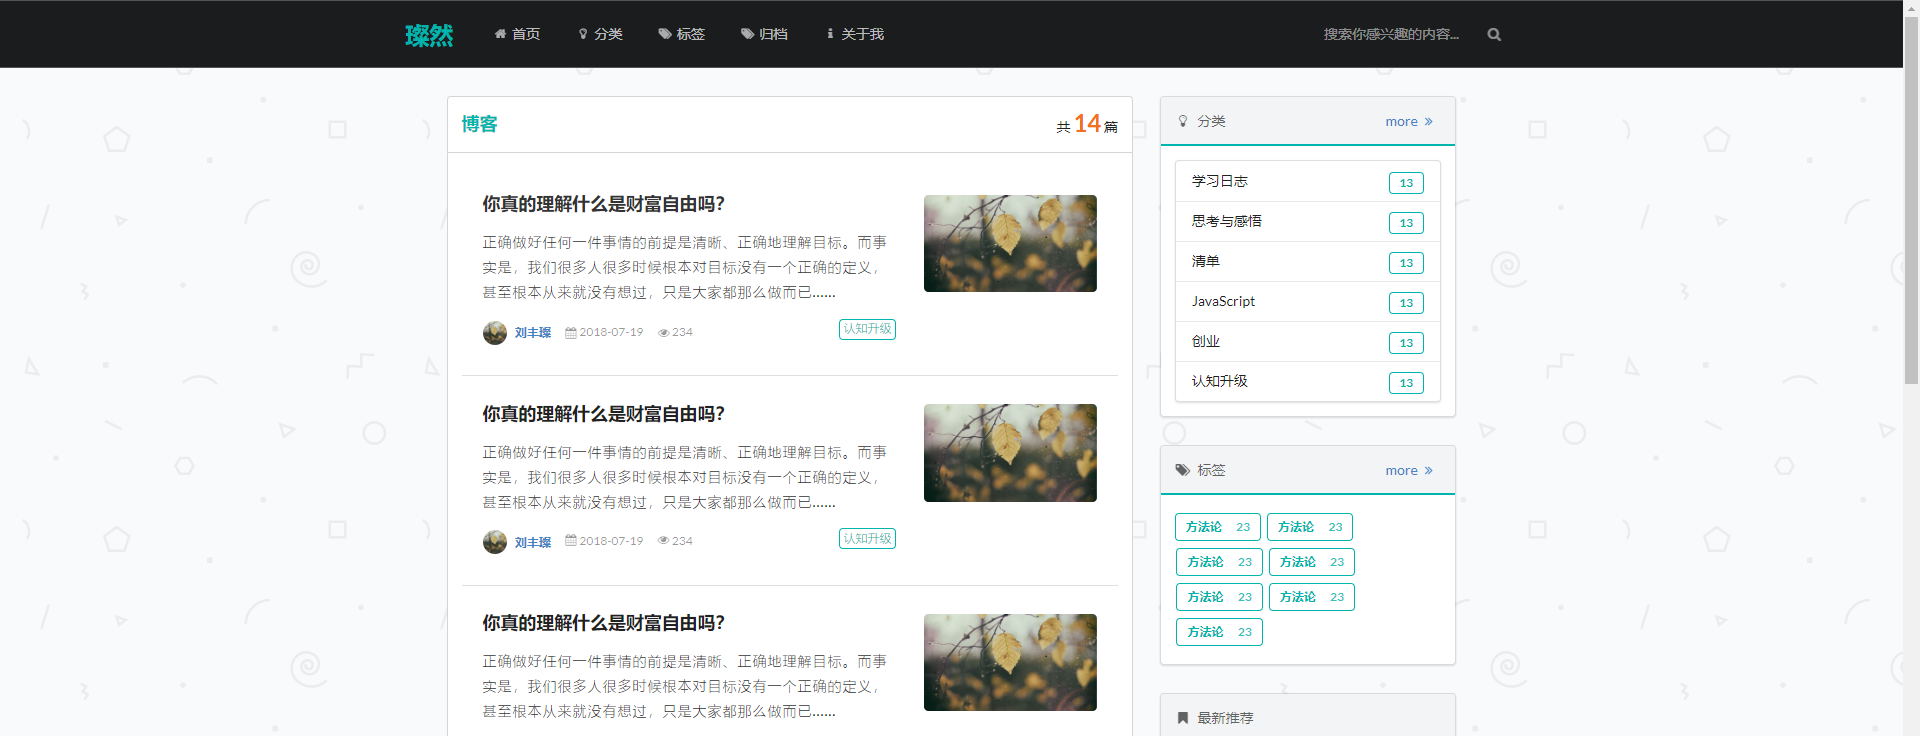 璨然 首页 分类 标签 归档 关于我 搜索你感兴趣的内容...
博客 共 14 篇
你真的理解什么是财富自由吗？
正确做好任何一件事情的前提是清晰、正确地理解目标。而事
实是，我们很多人很多时候根本对目标没有一个正确的定义，
甚至根本从来就没有想过，只是大家都那么做而已......
刘丰璨 2018-07-19 234 认知升级
你真的理解什么是财富自由吗？
正确做好任何一件事情的前提是清晰、正确地理解目标。而事
实是，我们很多人很多时候根本对目标没有一个正确的定义，
甚至根本从来就没有想过，只是大家都那么做而已......
刘丰璨 2018-07-19 234 认知升级
你真的理解什么是财富自由吗？
正确做好任何一件事情的前提是清晰、正确地理解目标。而事
实是，我们很多人很多时候根本对目标没有一个正确的定义，
甚至根本从来就没有想过，只是大家都那么做而已......
分类 more »
学习日志 13
思考与感悟 13
清单 13
JavaScript 13
创业 13
认知升级 13
标签 more »
方法论 23 方法论 23
方法论 23 方法论 23
方法论 23 方法论 23
方法论 23
最新推荐